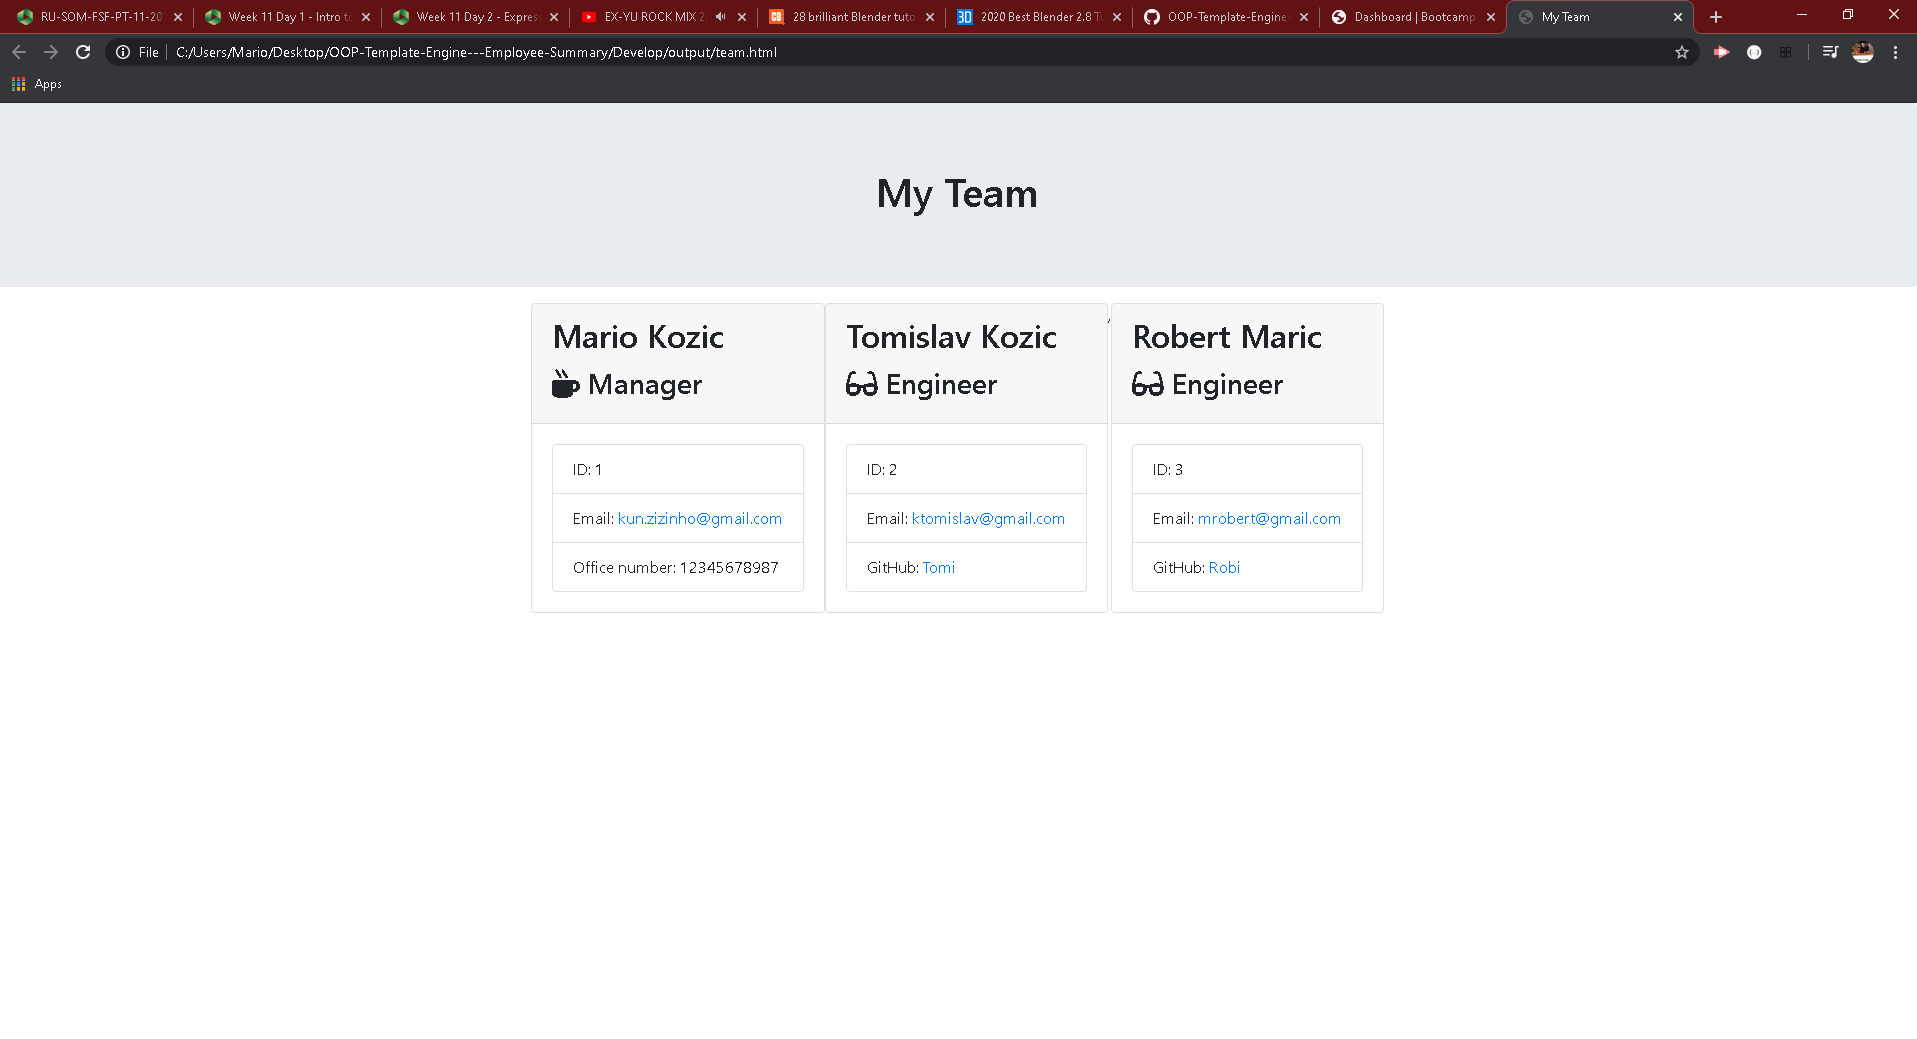 RU-SOM-FSF-PT-11-20
Week 11 Day 1 - Intro t
Week 11 Day 2 - Expres
EX-YU ROCK MIX 2
28 brilliant Blender tuto
2020 Best Blender 2.8 T
OOP-Template-Engine-
Dashboard | Bootcamp
My Team
File
C:/Users/Mario/Desktop/OOP-Template-Engine---Employee-Summary/Develop/output/team.html
Apps
My Team
Mario Kozic
Manager
ID: 1
Email: kun.zizinho@gmail.com
Office number: 12345678987
Tomislav Kozic
Engineer
ID: 2
Email: ktomislav@gmail.com
GitHub: Tomi
,
Robert Maric
Engineer
ID: 3
Email: mrobert@gmail.com
GitHub: Robi